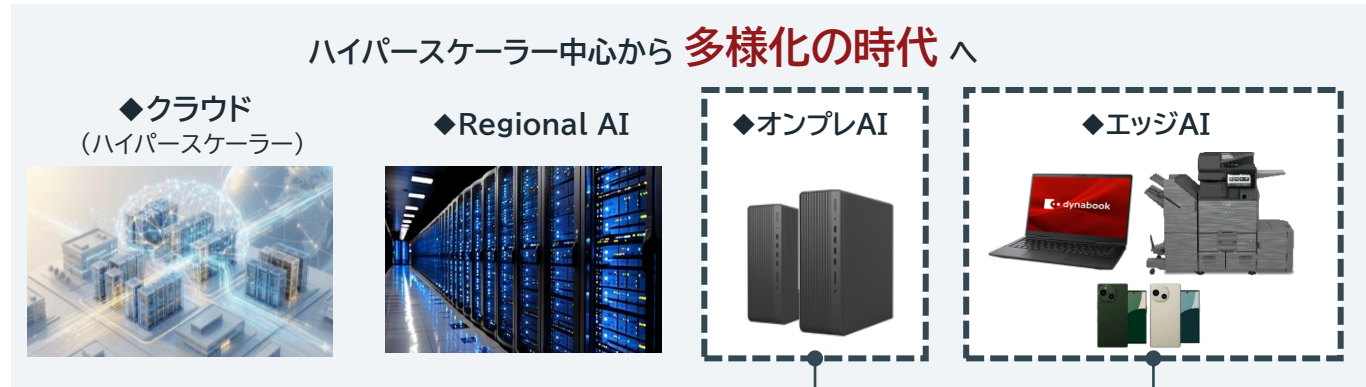 ハイパースケーラー中心から 多様化の時代 へ
◆クラウド
（ハイパースケーラー）
◆Regional AI
◆オンプレAI
◆エッジAI
dynabook